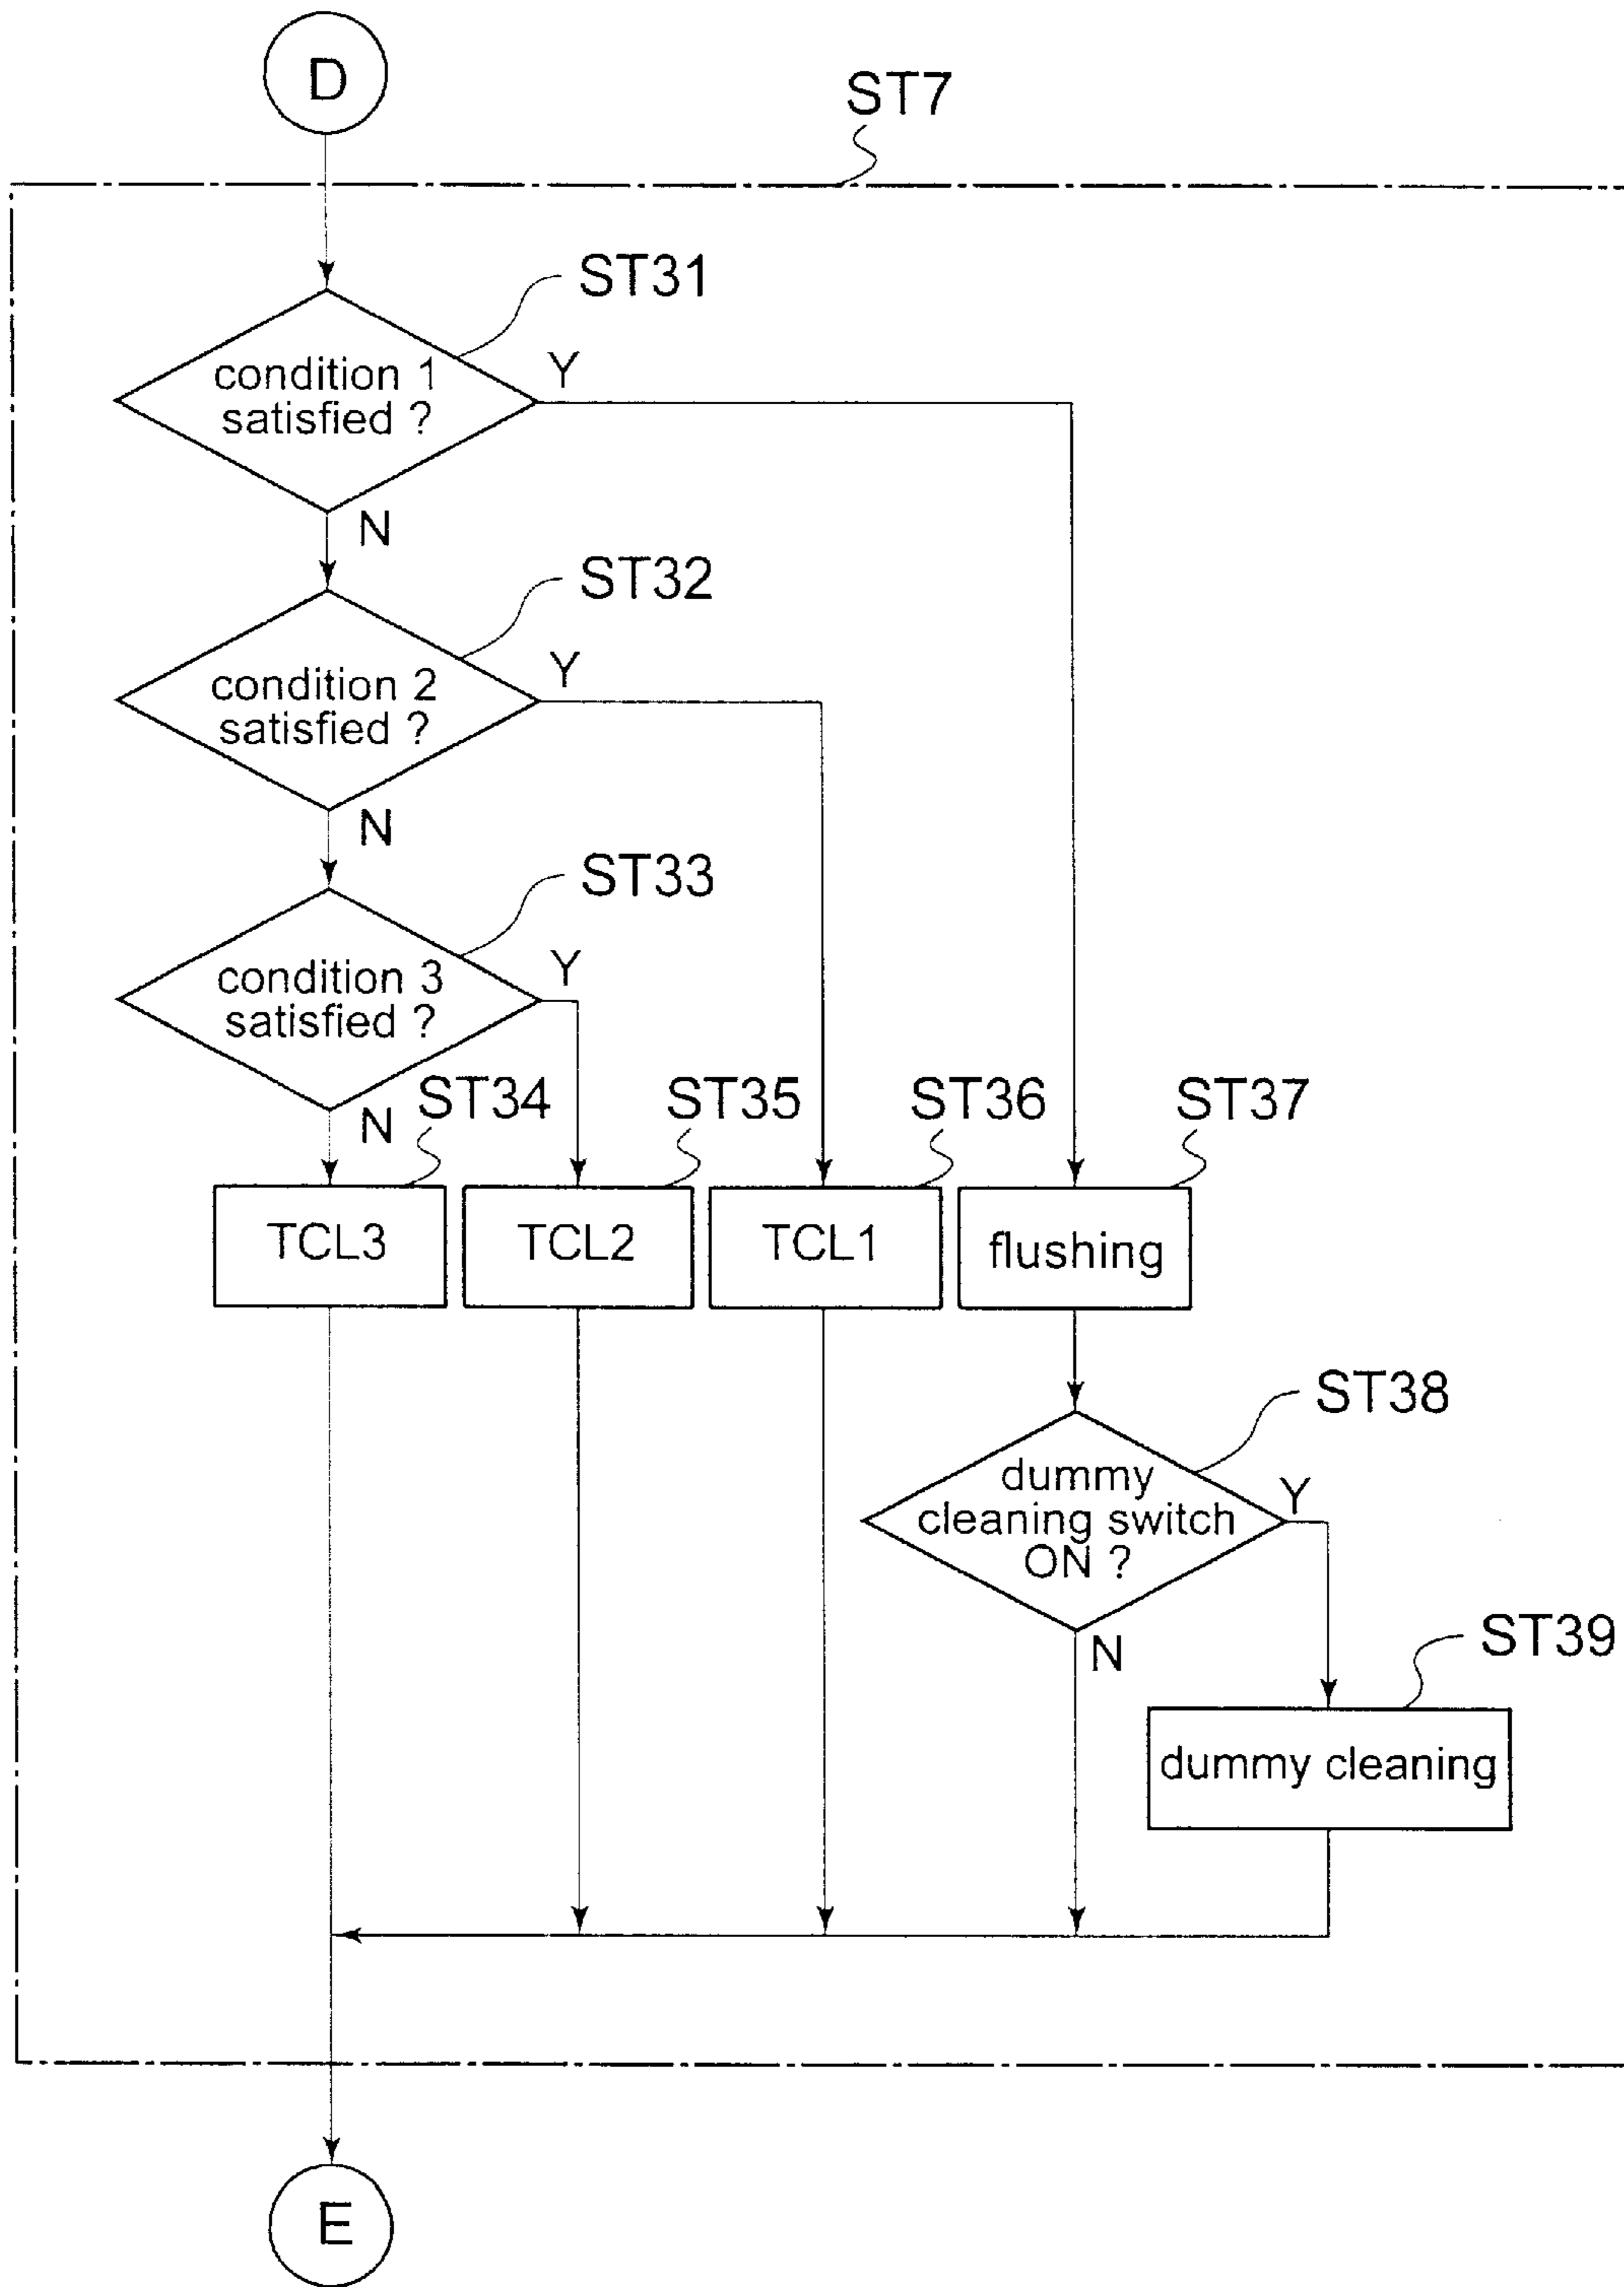 D
ST7
ST31
condition 1
satisfied ?
Y
N
ST32
condition 2
satisfied ?
Y
N
ST33
condition 3
satisfied ?
Y
N
ST34
ST35
ST36
ST37
TCL3
TCL2
TCL1
flushing
ST38
dummy
cleaning switch
ON ?
Y
N
ST39
dummy cleaning
E